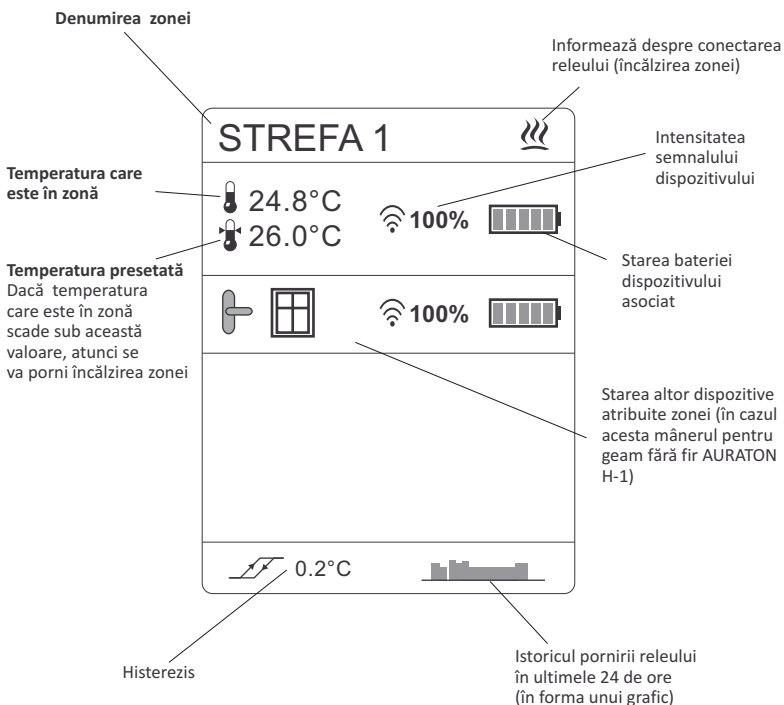 Denumirea zonei
Informează despre conectarea
releului (încălzirea zonei)
STREFA 1
Intensitatea
semnalului
dispozitivului
Temperatura care
este în zonă
24.8°C
26.0°C
100%
Temperatura presetată
Dacă temperatura
care este în zonă
scade sub această
valoare, atunci se
va porni încălzirea zonei
Starea bateriei
dispozitivului
asociat
100%
Starea altor dispozitive
atribuite zonei (în cazul
acesta mânerul pentru
geam fără fir AURATON
H-1)
0.2°C
Histerezis
Istoricul pornirii releului
în ultimele 24 de ore
(în forma unui grafic)